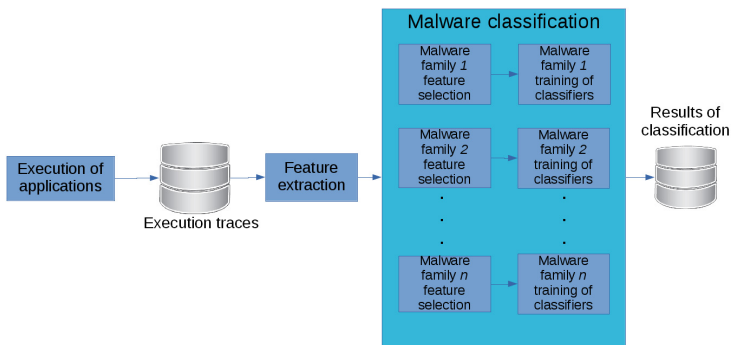 Malware classification
Execution of
applications
Execution traces
Feature
extraction
Malware
family 1
feature
selection
Malware
family 1
training of
classifiers
Malware
family 2
feature
selection
Malware
family 2
training of
classifiers
.
.
.
.
.
.
Malware
family n
feature
selection
Malware
family n
training of
classifiers
Results of
classification